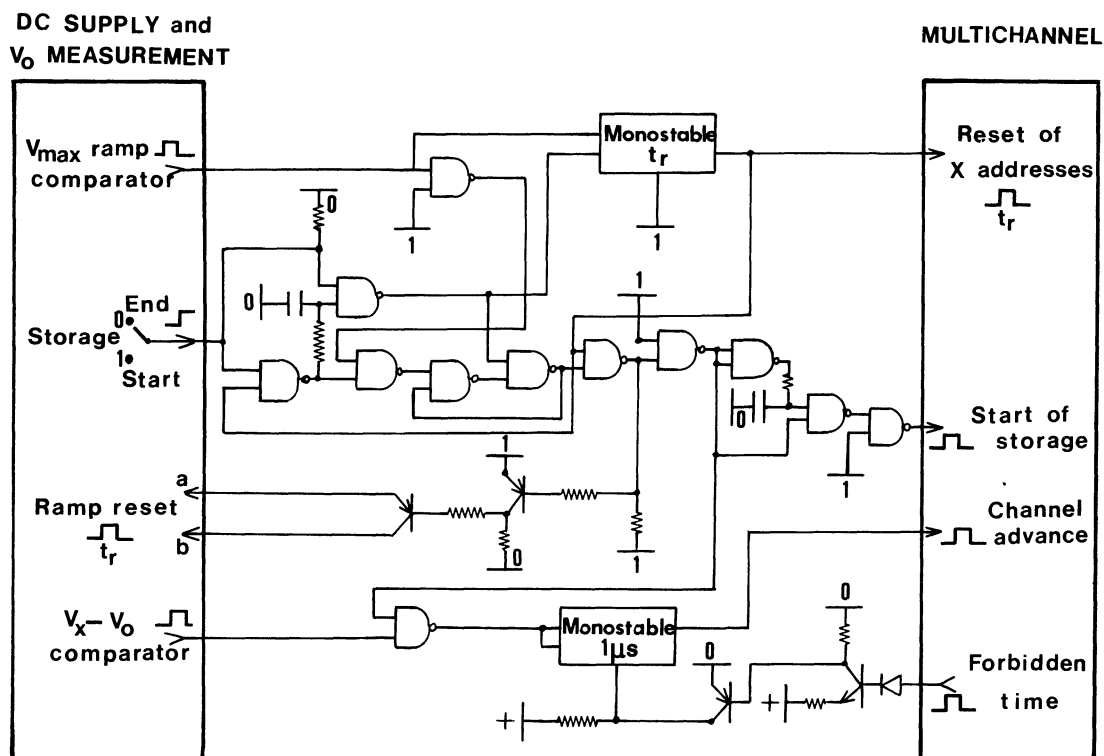 DC SUPPLY and
Vo MEASUREMENT
MULTICHANNEL
Vmax ramp
comparator
Monostable
tr
Reset of
X addresses
tr
0
1
1
0
1
End
0
Storage
1
Start
0
Start of
storage
1
1
a
Ramp reset
tr
b
0
1
Channel
advance
Vx–Vo
comparator
Monostable
1μs
0
0
Forbidden
time
+
+